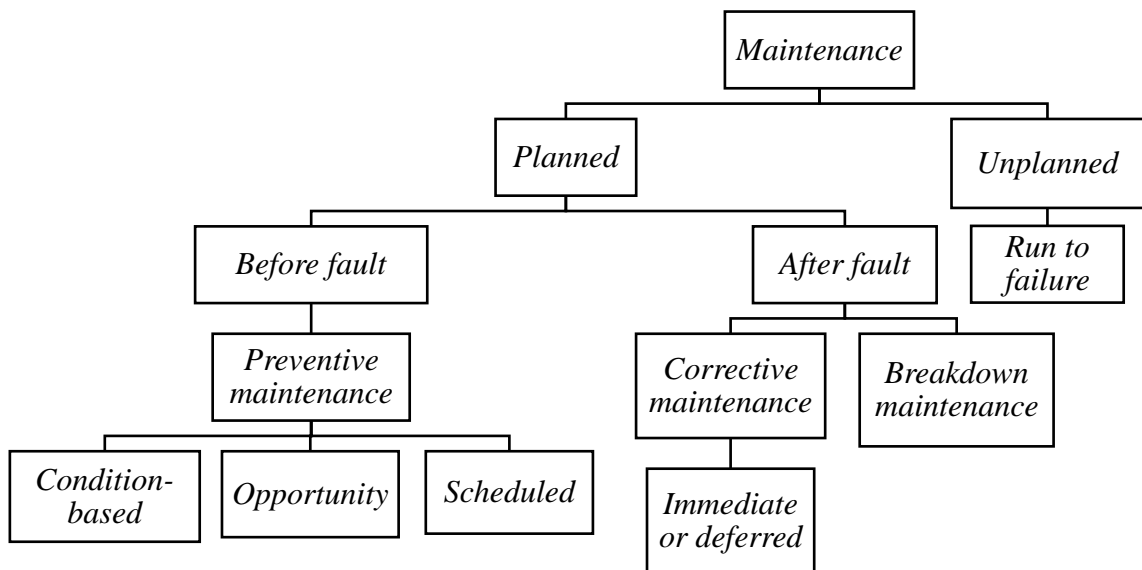 Maintenance
Planned
Unplanned
Before fault
After fault
Run to
failure
Preventive
maintenance
Corrective
maintenance
Breakdown
maintenance
Condition-
based
Opportunity
Scheduled
Immediate
or deferred